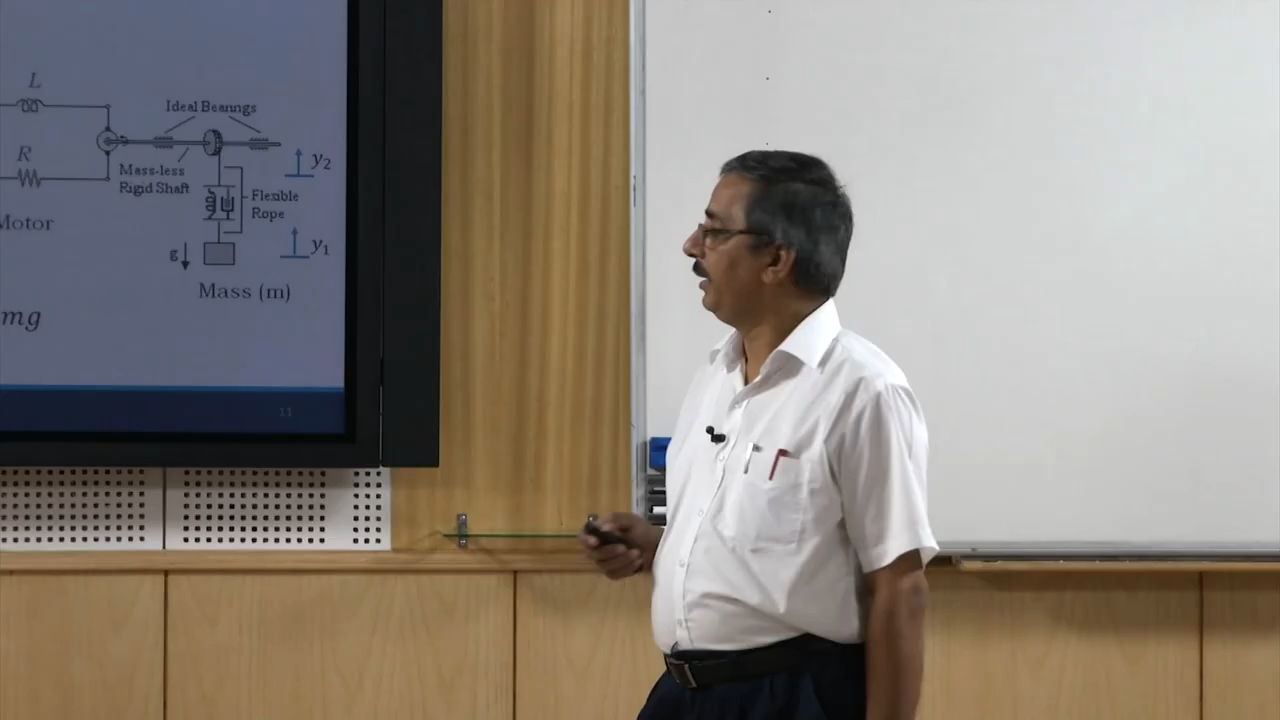 L
Ideal Bearings
R
Mass-less
Rigid Shaft
y₂
Flexible
Rope
Motor
g
y₁
Mass (m)
mg
11